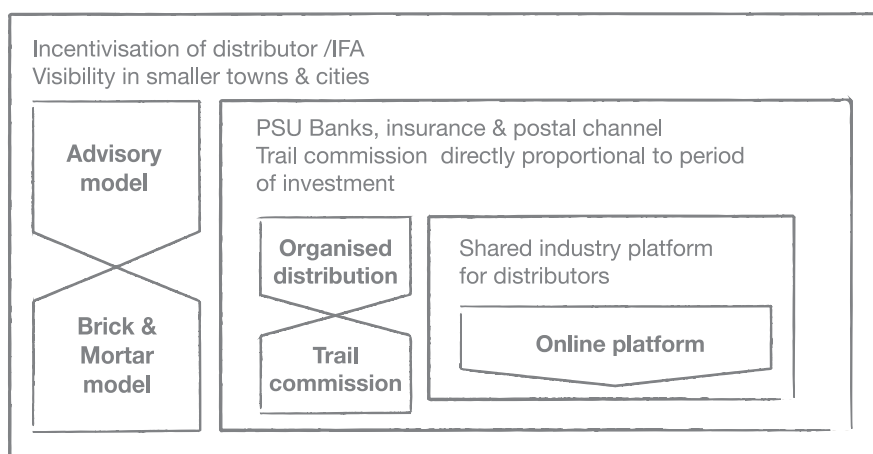 Incentivisation of distributor /IFA
Visibility in smaller towns & cities
Advisory
model
Brick &
Mortar
model
PSU Banks, insurance & postal channel
Trail commission directly proportional to period
of investment
Organised
distribution
Trail
commission
Shared industry platform
for distributors
Online platform